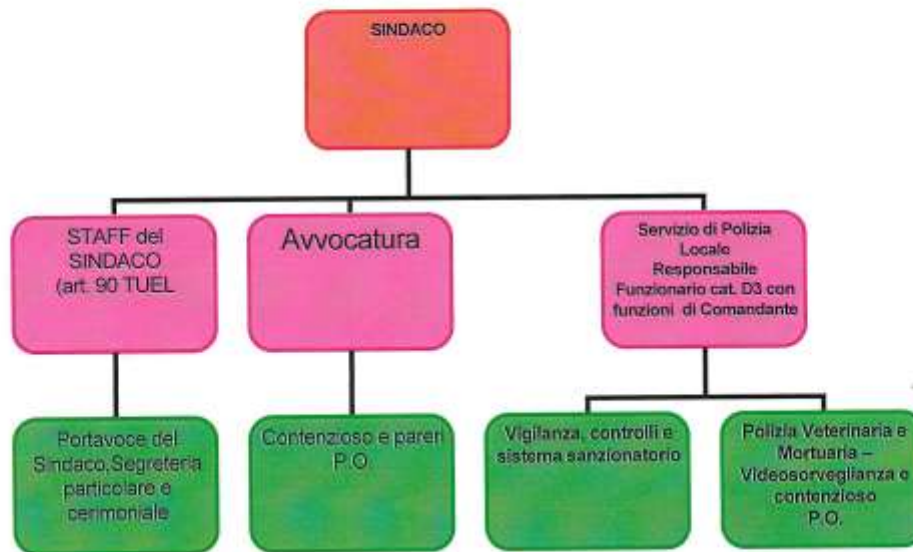 SINDACO
STAFF del
SINDACO
(art. 90 TUEL
Avvocatura
Servizio di Polizia
Locale
Responsabile
Funzionario cat. D3 con
funzioni di Comandante
Portavoce del
Sindaco,Segreteria
particolare e
cerimoniale
Contenzioso e pareri
P.O.
Vigilanza, controlli e
sistema sanzionatorio
Polizia Veterinaria e
Mortuaria –
Videosorveglianza e
contenzioso
P.O.